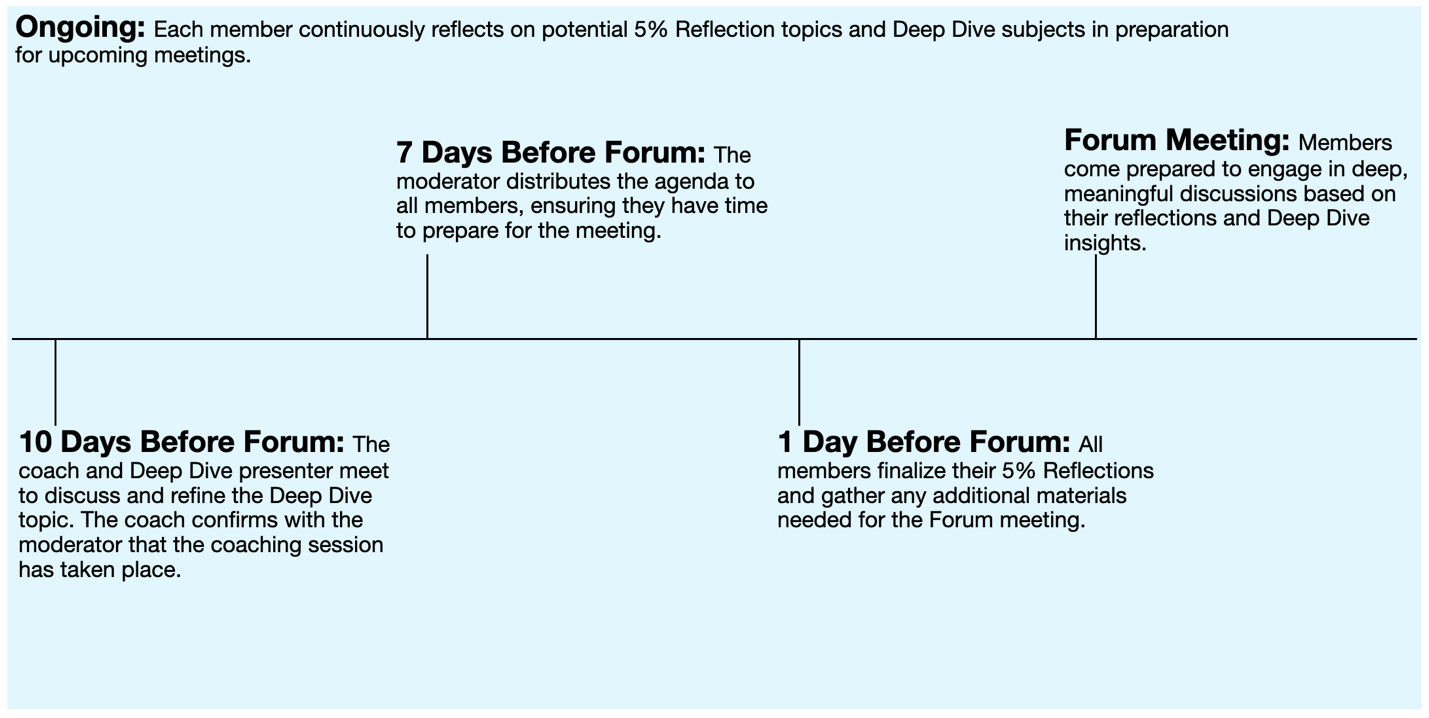 Ongoing: Each member continuously reflects on potential 5% Reflection topics and Deep Dive subjects in preparation
for upcoming meetings.
7 Days Before Forum: The
moderator distributes the agenda to
all members, ensuring they have time
to prepare for the meeting.
Forum Meeting: Members
come prepared to engage in deep,
meaningful discussions based on
their reflections and Deep Dive
insights.
10 Days Before Forum: The
coach and Deep Dive presenter meet
to discuss and refine the Deep Dive
topic. The coach confirms with the
moderator that the coaching session
has taken place.
1 Day Before Forum: All
members finalize their 5% Reflections
and gather any additional materials
needed for the Forum meeting.